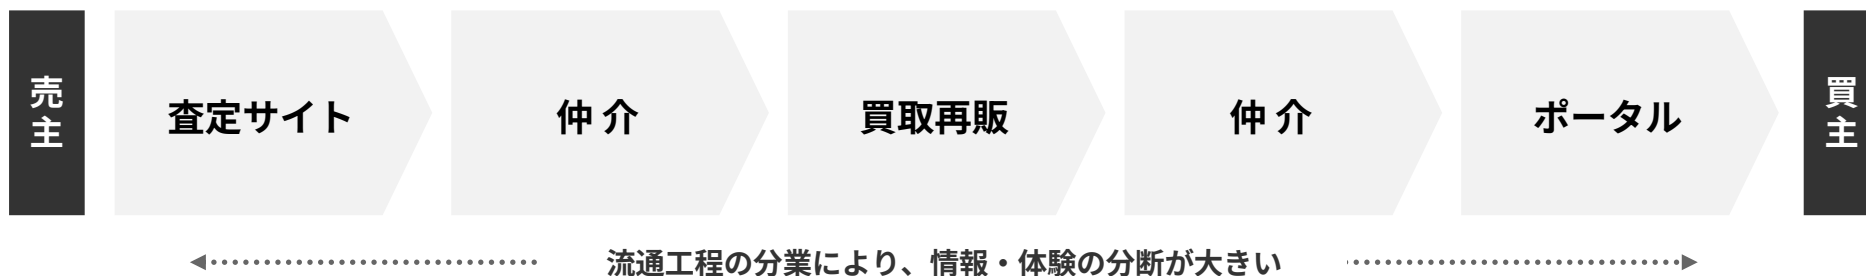 売主
査定サイト
仲 介
買取再販
仲 介
ポータル
買主
流通工程の分業により、情報・体験の分断が大きい